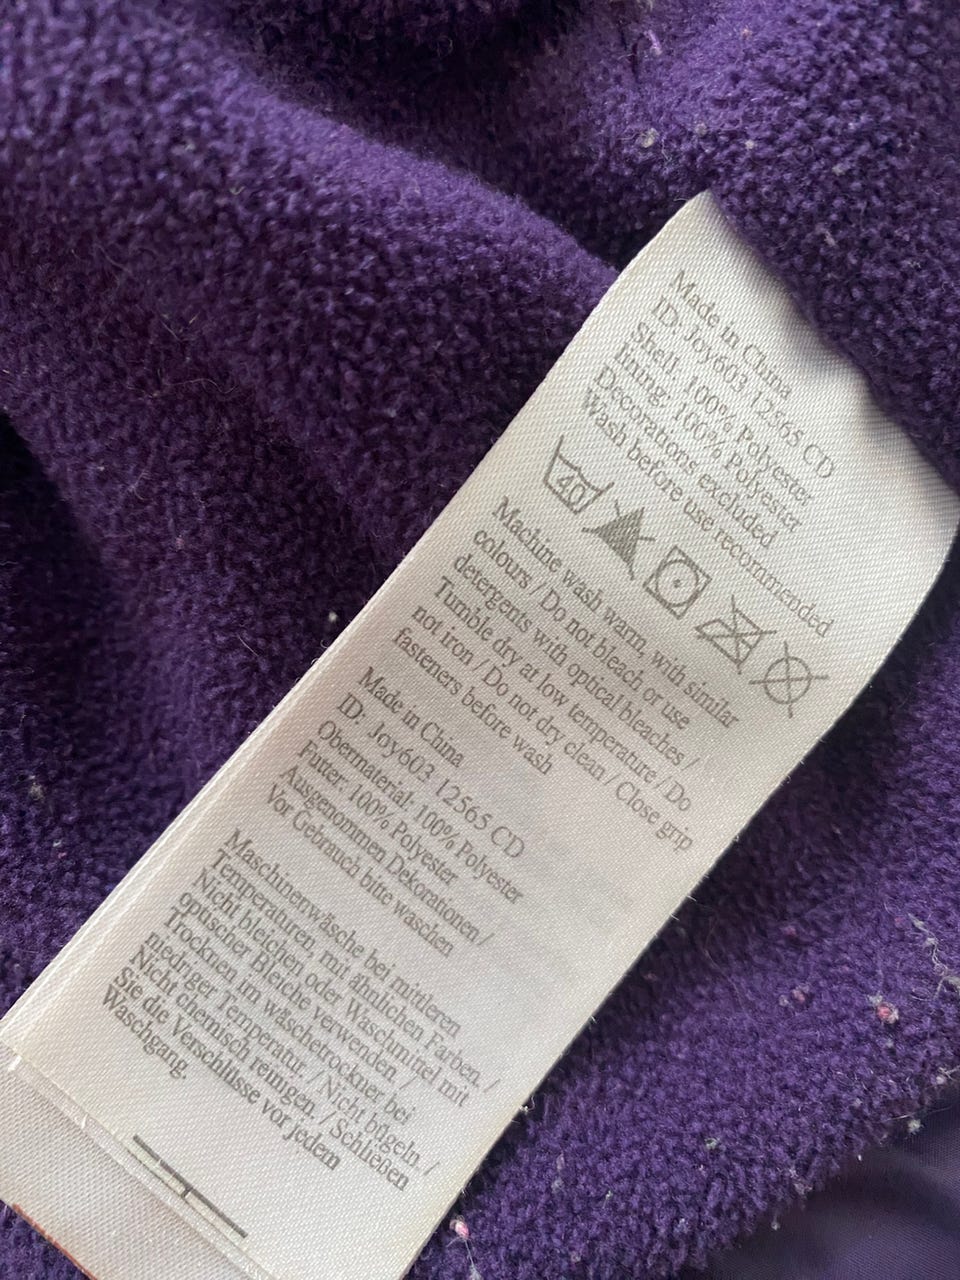 Made in China
ID: Joy603 12565 CD
Shell: 100% Polyester
lining: 100% Polyester
Decorations excluded
Wash before use recommended
40
Machine wash warm, with similar
colours / Do not bleach or use
detergents with optical bleaches /
Tumble dry at low temperature / Do
not iron / Do not dry clean / Close grip
fasteners before wash
Made in China
ID: Joy603 12565 CD
Obermaterial: 100% Polyester
Futter: 100% Polyester
Ausgenommen Dekorationen/
Vor Gebrauch bitte waschen
Maschinenwäsche bei mittleren
Temperaturen, mit ähnlichen Farben. /
Nicht bleichen oder Waschmittel mit
optischer Bleiche verwenden. /
Trocknen im wäschetrockner bei
niedriger Temperatur. / Nicht bügeln. /
Nicht chemisch reinigen. / Schließen
Sie die Verschlüsse vor jedem
Waschgang.